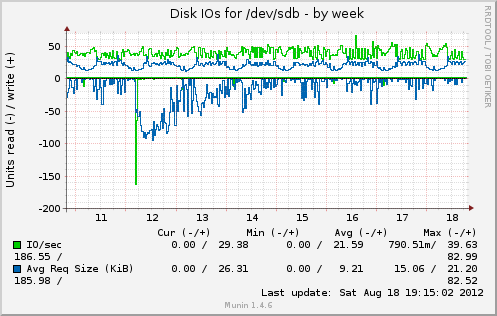 Disk IOs for /dev/sdb - by week
RRDTOOL / TOBI OETIKER
Units read (-) / write (+)
50
0
-50
-100
-150
-200
11 12 13 14 15 16 17 18
Cur (-/+) Min (-/+) Avg (-/+) Max (-/+)
IO/sec 0.00 / 29.38 0.00 / 21.59 790.51m/ 39.63
186.55 / 82.99
Avg Req Size (KiB) 0.00 / 26.31 0.00 / 9.21 15.06 / 21.20
185.98 / 82.52
Last update: Sat Aug 18 19:15:02 2012
Munin 1.4.6